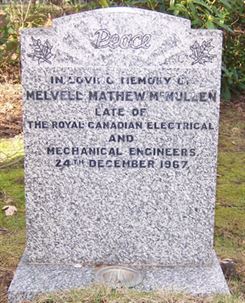 Peace
IN LOVING MEMORY OF
MELVELL MATHEW McMULLEN
LATE OF
THE ROYAL CANADIAN ELECTRICAL
AND
MECHANICAL ENGINEERS
24TH DECEMBER 1967.